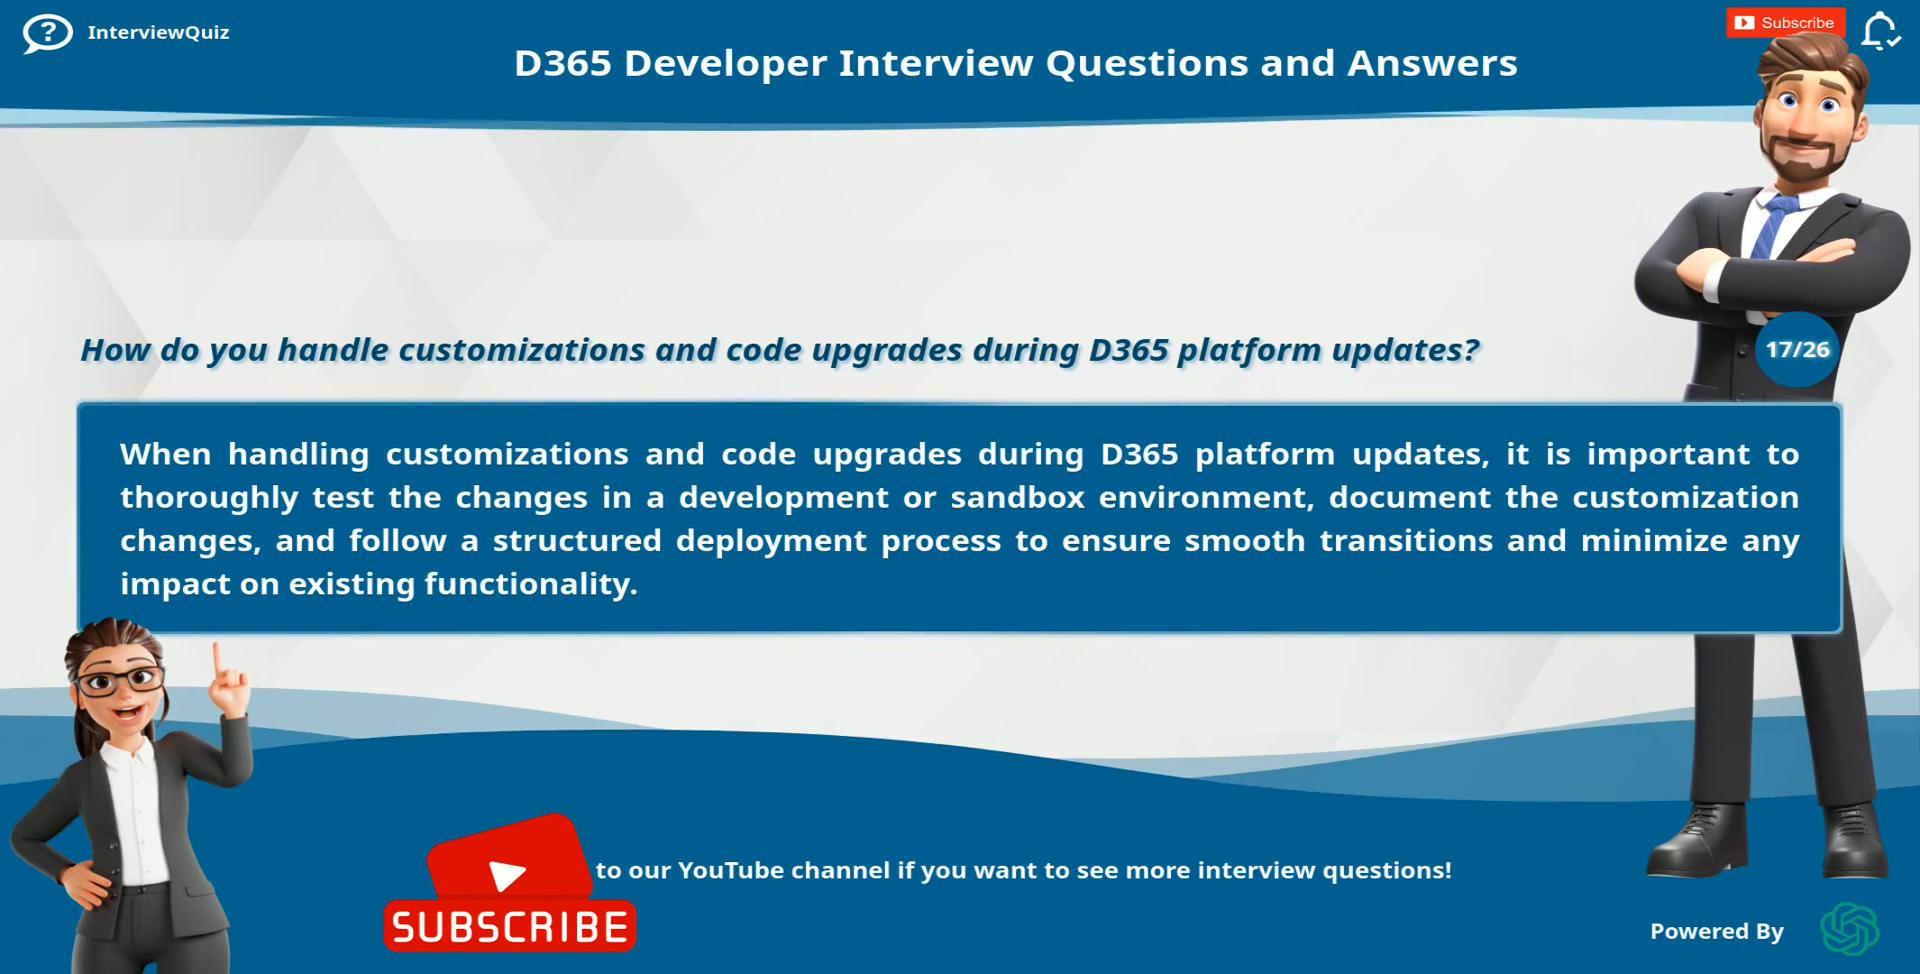 InterviewQuiz
Subscribe
D365 Developer Interview Questions and Answers
How do you handle customizations and code upgrades during D365 platform updates?
17/26
When handling customizations and code upgrades during D365 platform updates, it is important to
thoroughly test the changes in a development or sandbox environment, document the customization
changes, and follow a structured deployment process to ensure smooth transitions and minimize any
impact on existing functionality.
to our YouTube channel if you want to see more interview questions!
SUBSCRIBE
Powered By